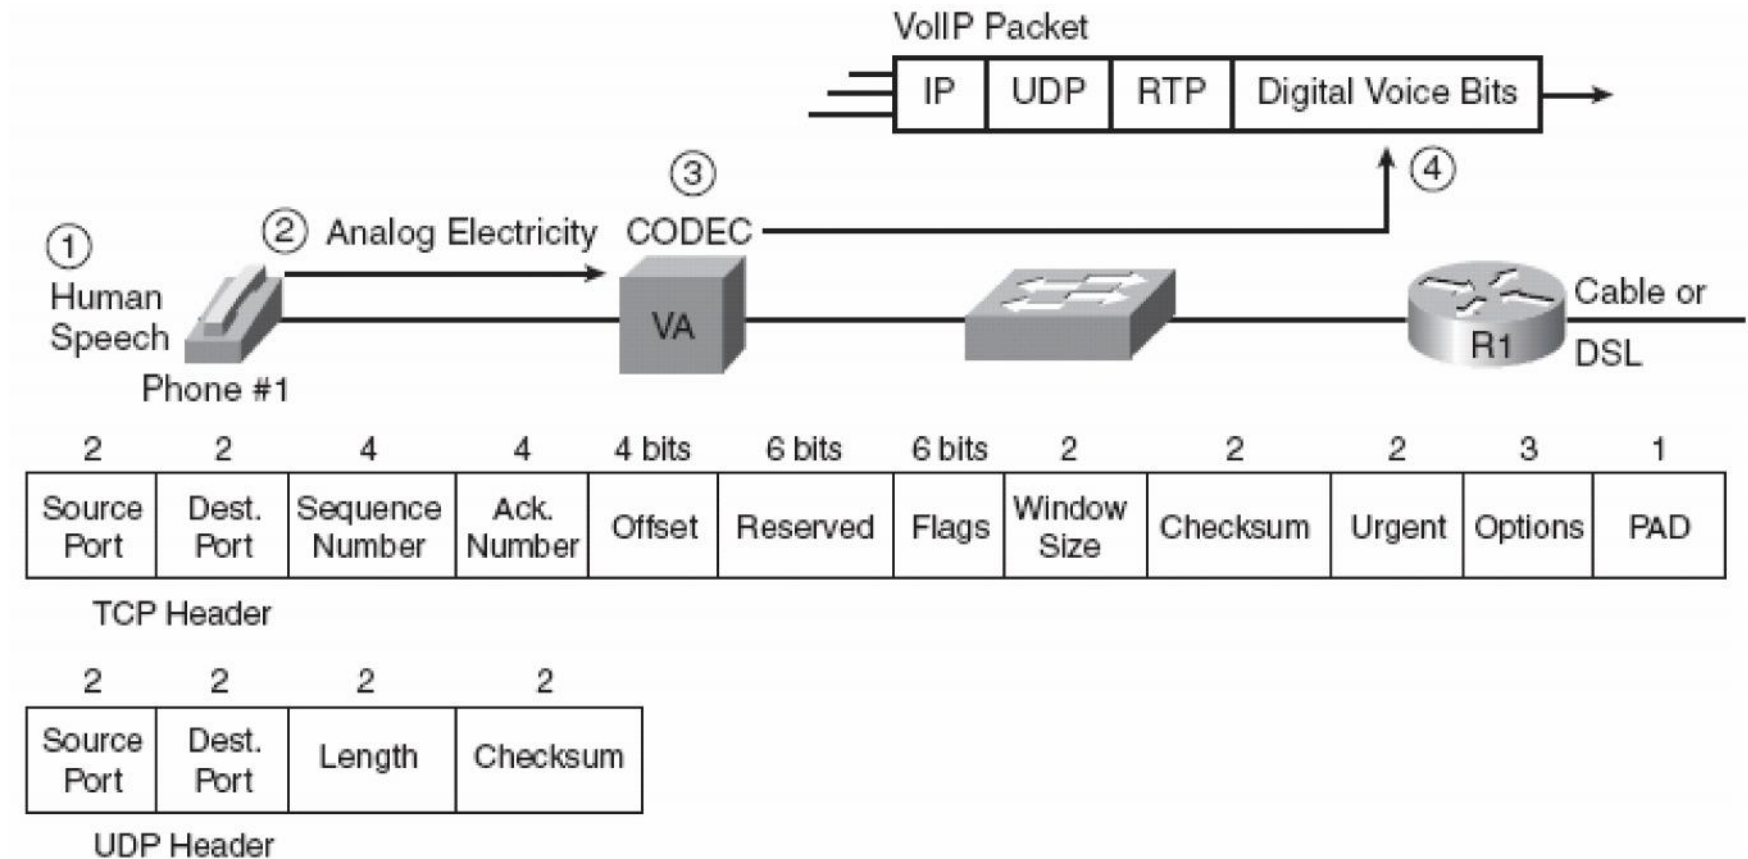 VoIIP Packet
IP UDP RTP Digital Voice Bits
3 4
1 2 Analog Electricity CODEC
Human
Speech
Cable or
DSL
VA
R1
Phone #1
2 2 4 4 4 bits 6 bits 6 bits 2 2 2 3 1
Source Port Dest. Port Sequence Number Ack. Number Offset Reserved Flags Window Size Checksum Urgent Options PAD
TCP Header
2 2 2 2
Source Port Dest. Port Length Checksum
UDP Header